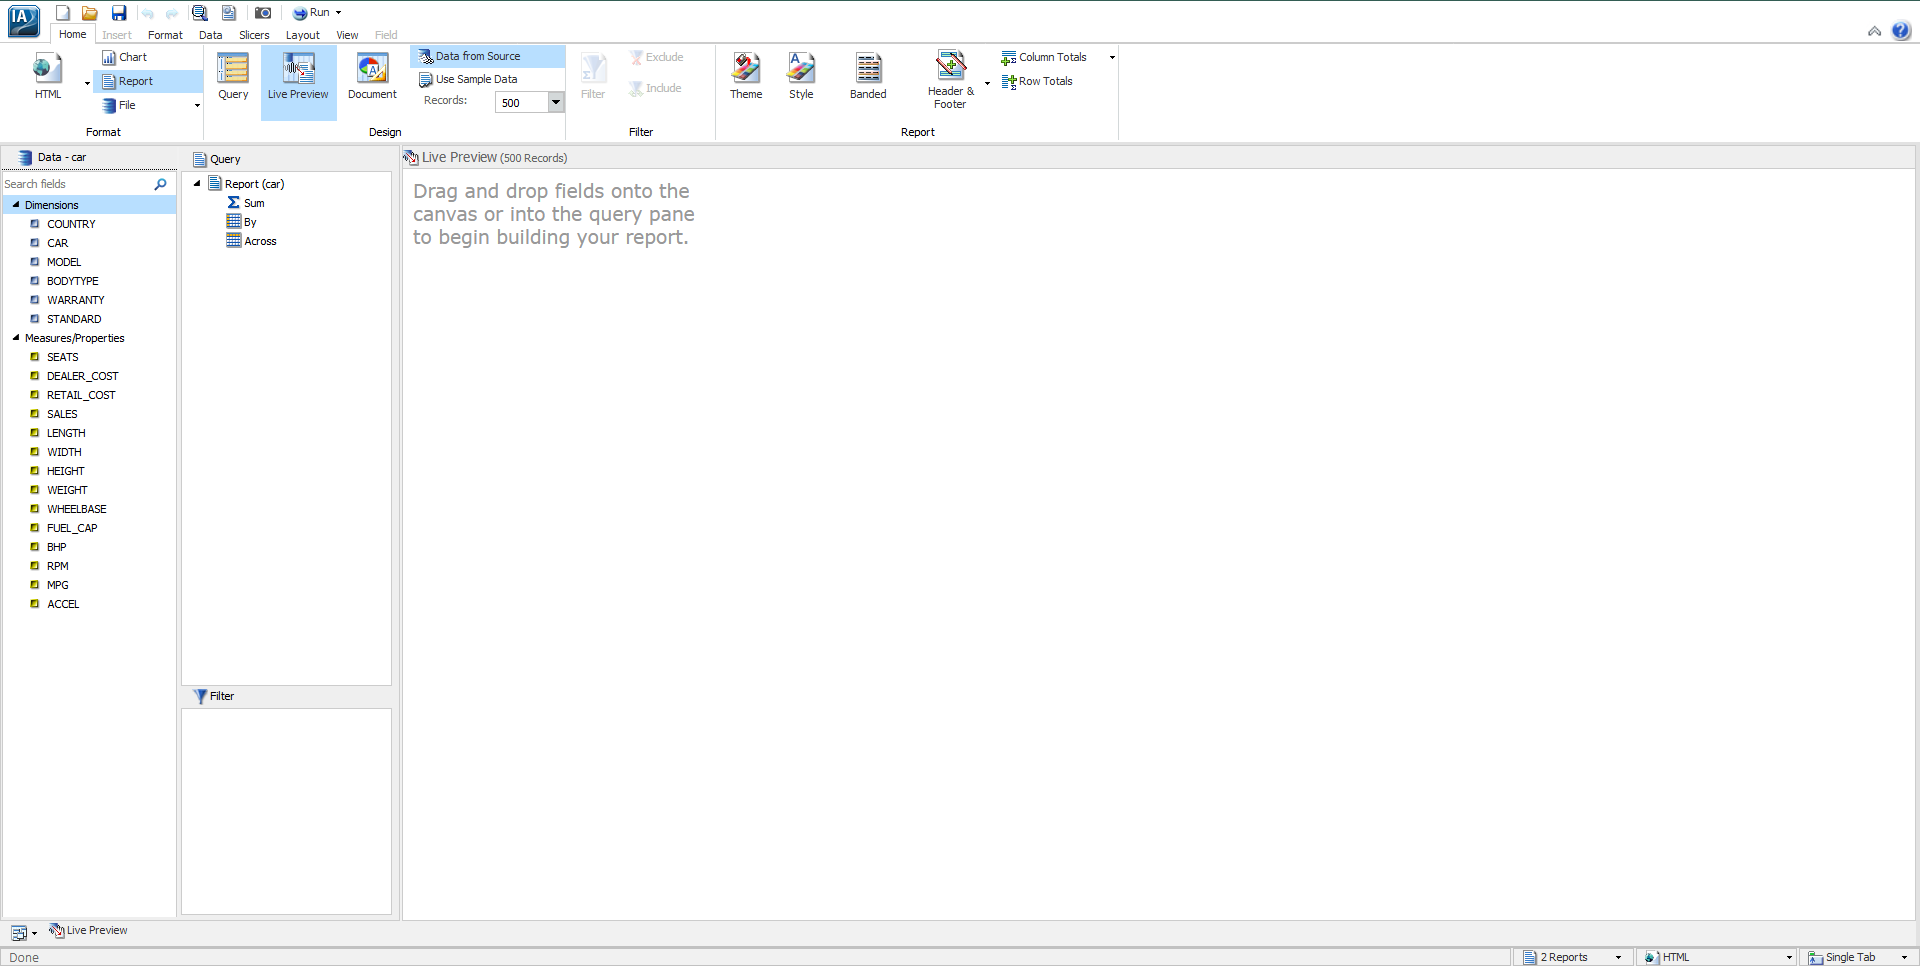 IA
Run
Home
Insert
Format
Data
Slicers
Layout
View
Field
HTML
Chart
Report
File
Format
Query
Live Preview
Document
Data from Source
Use Sample Data
Records:
500
Design
Filter
Exclude
Include
Filter
Theme
Style
Banded
Header &
Footer
Column Totals
Row Totals
Report
Data - car
Search fields
Dimensions
COUNTRY
CAR
MODEL
BODYTYPE
WARRANTY
STANDARD
Measures/Properties
SEATS
DEALER_COST
RETAIL_COST
SALES
LENGTH
WIDTH
HEIGHT
WEIGHT
WHEELBASE
FUEL_CAP
BHP
RPM
MPG
ACCEL
Query
Report (car)
Sum
By
Across
Filter
Live Preview (500 Records)
Drag and drop fields onto the
canvas or into the query pane
to begin building your report.
Live Preview
Done
2 Reports
HTML
Single Tab